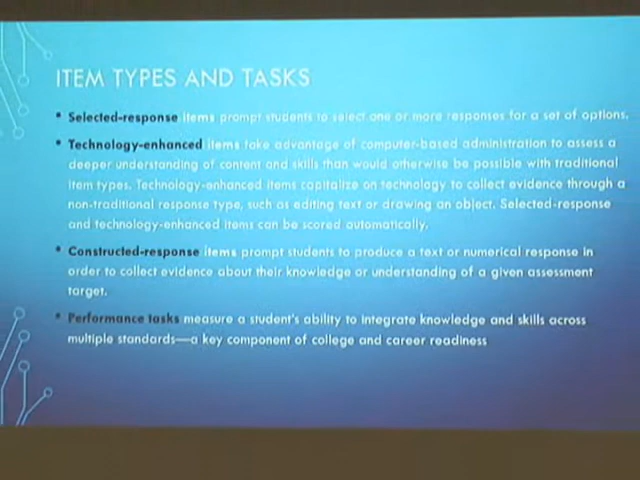 ITEM TYPES AND TASKS
• Selected-response items prompt students to select one or more responses for a set of options.
• Technology-enhanced items take advantage of computer-based administration to assess a
deeper understanding of content and skills than would otherwise be possible with traditional
item types. Technology-enhanced items capitalize on technology to collect evidence through a
non-traditional response type, such as editing text or drawing an object. Selected-response
and technology-enhanced items can be scored automatically.
• Constructed-response items prompt students to produce a text or numerical response in
order to collect evidence about their knowledge or understanding of a given assessment
target.
• Performance tasks measure a student's ability to integrate knowledge and skills across
multiple standards—a key component of college and career readiness